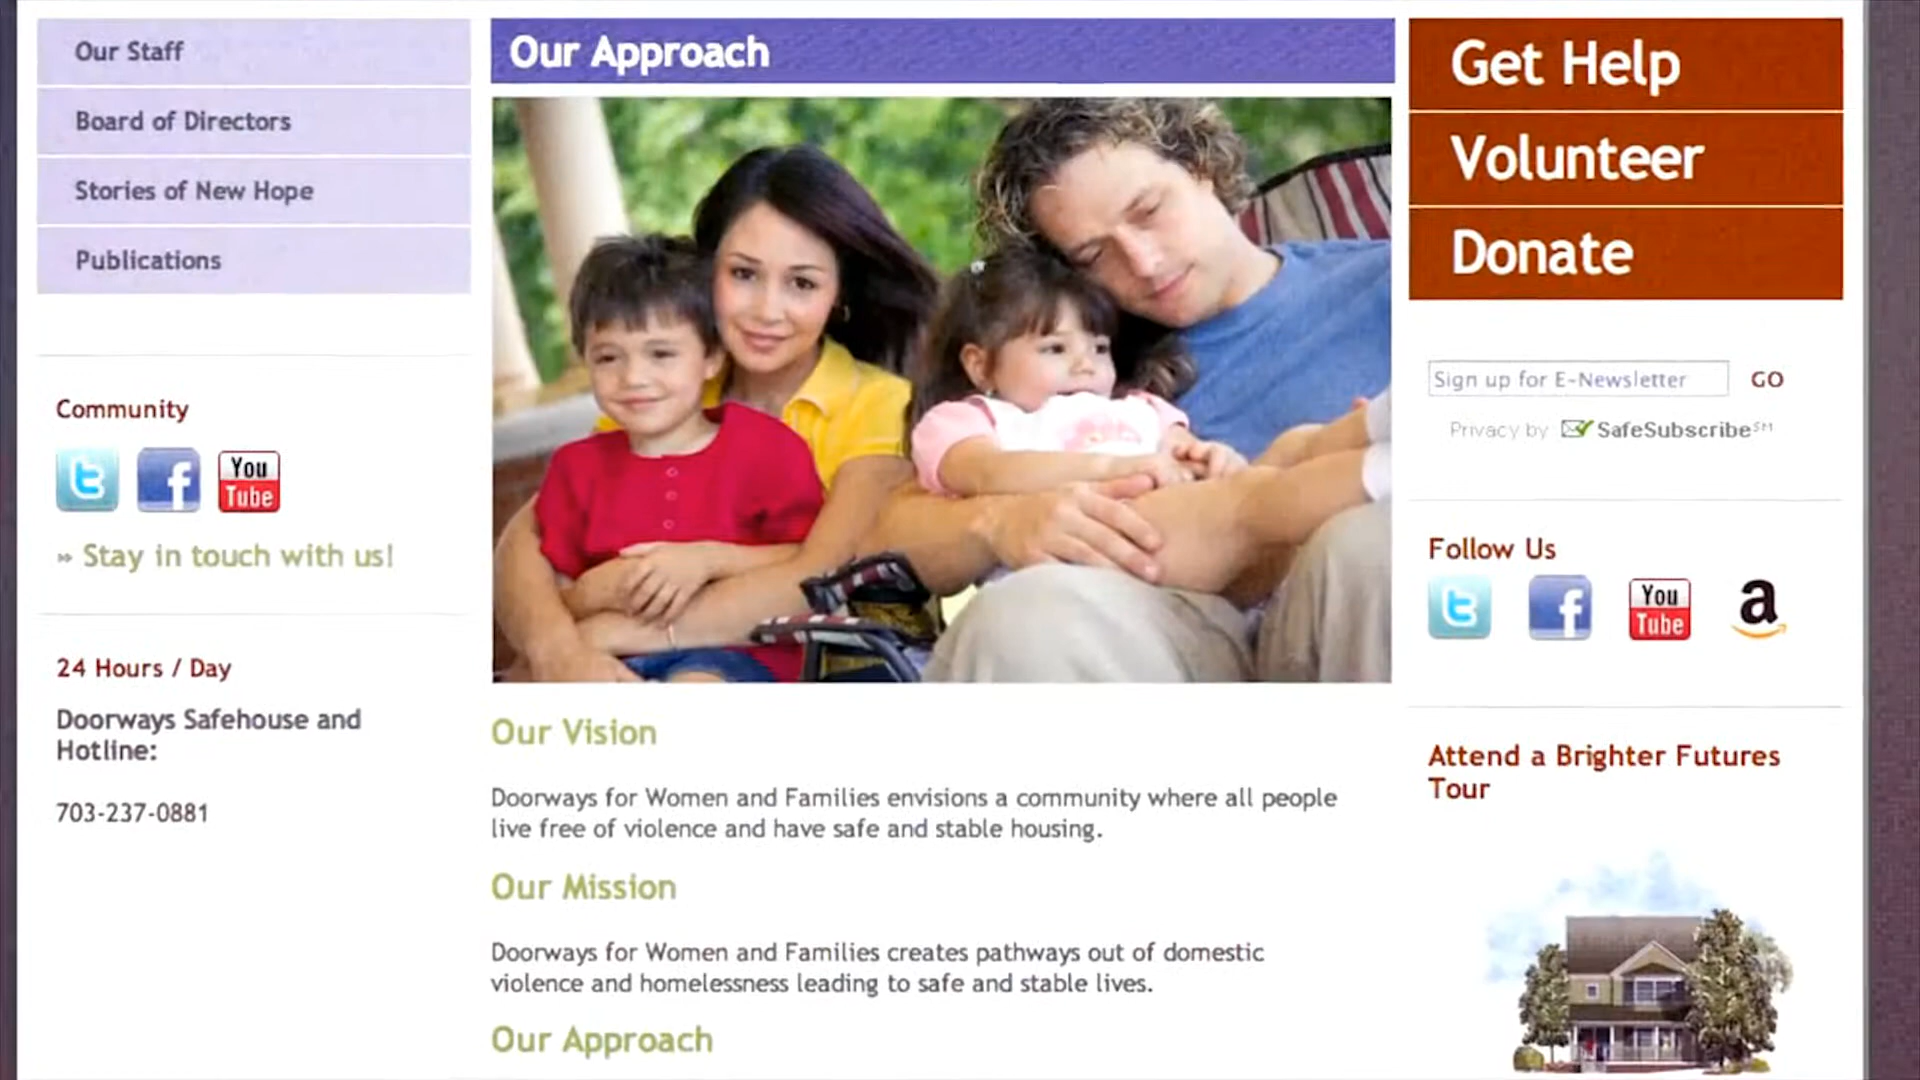 Our Staff
Board of Directors
Stories of New Hope
Publications
Community
t
f
You
Tube
» Stay in touch with us!
24 Hours / Day
Doorways Safehouse and
Hotline:
703-237-0881
Our Approach
Our Vision
Doorways for Women and Families envisions a community where all people
live free of violence and have safe and stable housing.
Our Mission
Doorways for Women and Families creates pathways out of domestic
violence and homelessness leading to safe and stable lives.
Our Approach
Get Help
Volunteer
Donate
Sign up for E-Newsletter GO
Privacy by SafeSubscribe℠
Follow Us
t
f
You
Tube
a
Attend a Brighter Futures
Tour